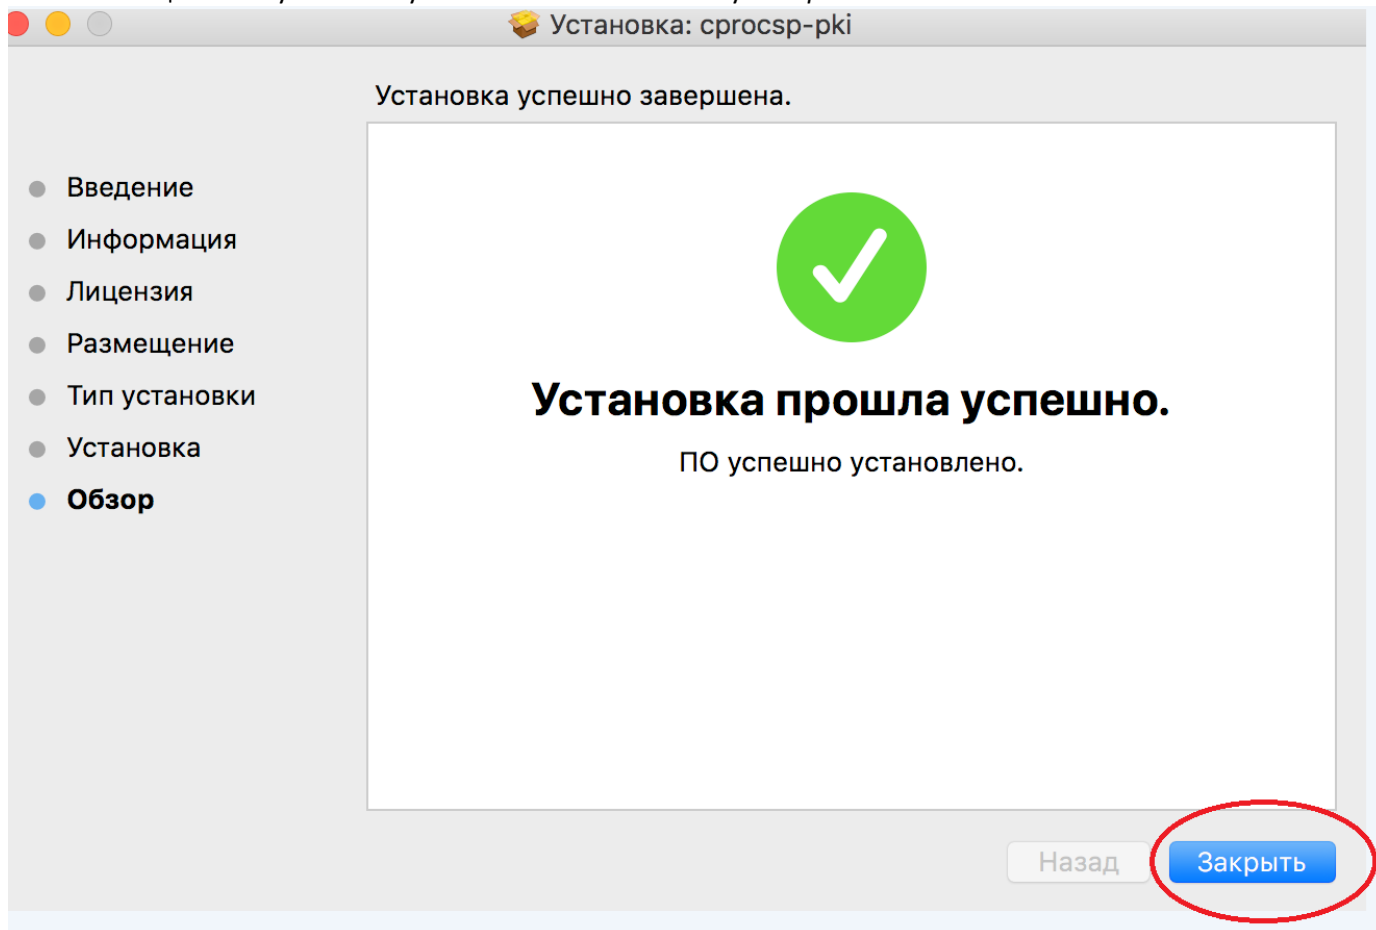 Установка: cprocsp-pki
Установка успешно завершена.
Введение
Информация
Лицензия
Размещение
Тип установки
Установка
Обзор
Установка прошла успешно.
ПО успешно установлено.
Назад
Закрыть